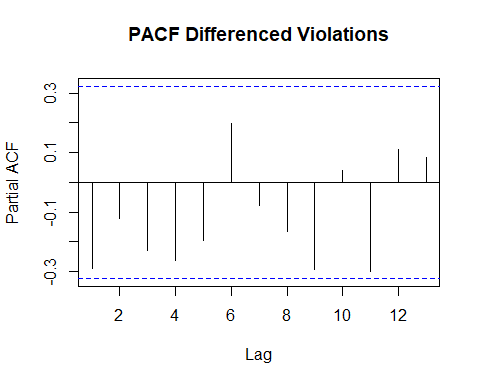 PACF Differenced Violations
Partial ACF
0.3
0.1
-0.1
-0.3
2 4 6 8 10 12
Lag